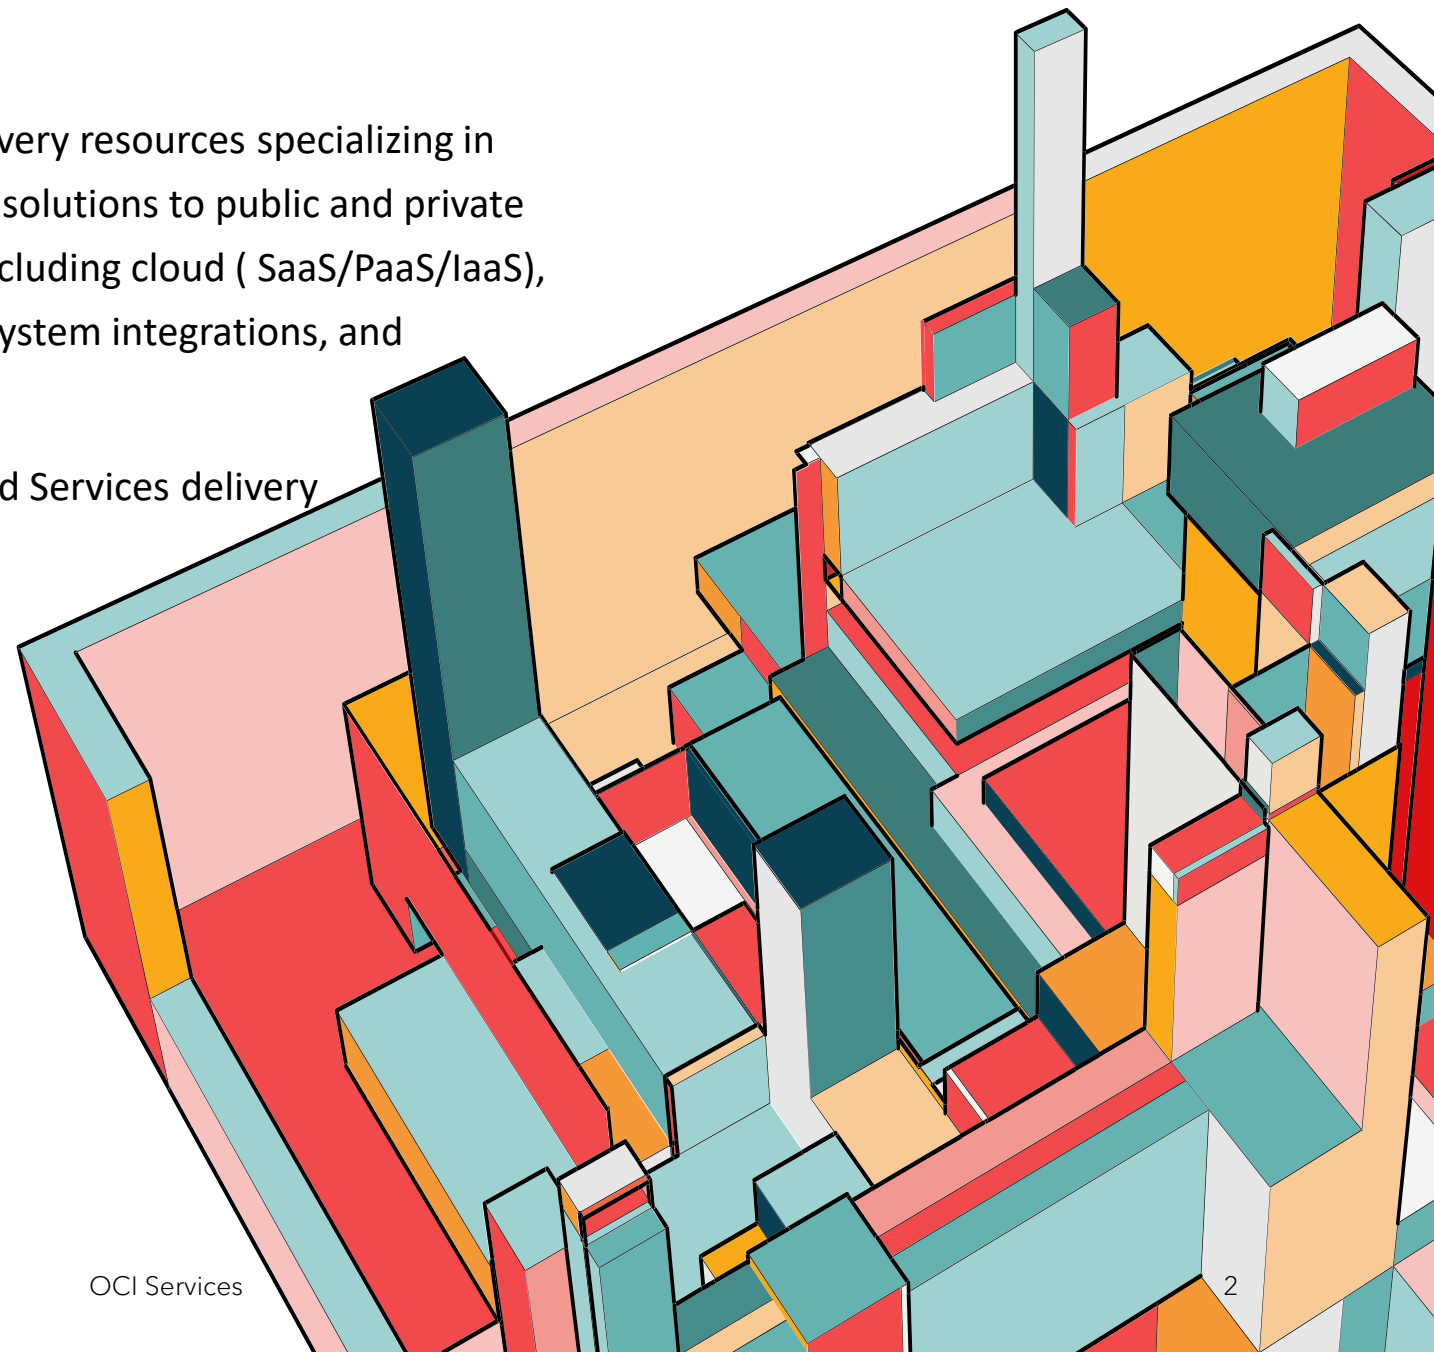 very resources specializing in
solutions to public and private
cluding cloud ( SaaS/PaaS/IaaS),
ystem integrations, and
d Services delivery
OCI Services
2